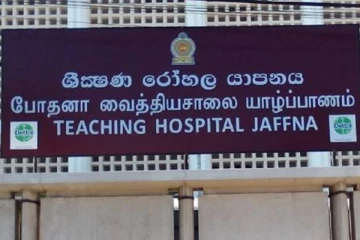 ශික්ෂණ රෝහල යාපනය
போதனா வைத்தியசாலை யாழ்ப்பாணம்
TEACHING HOSPITAL JAFFNA